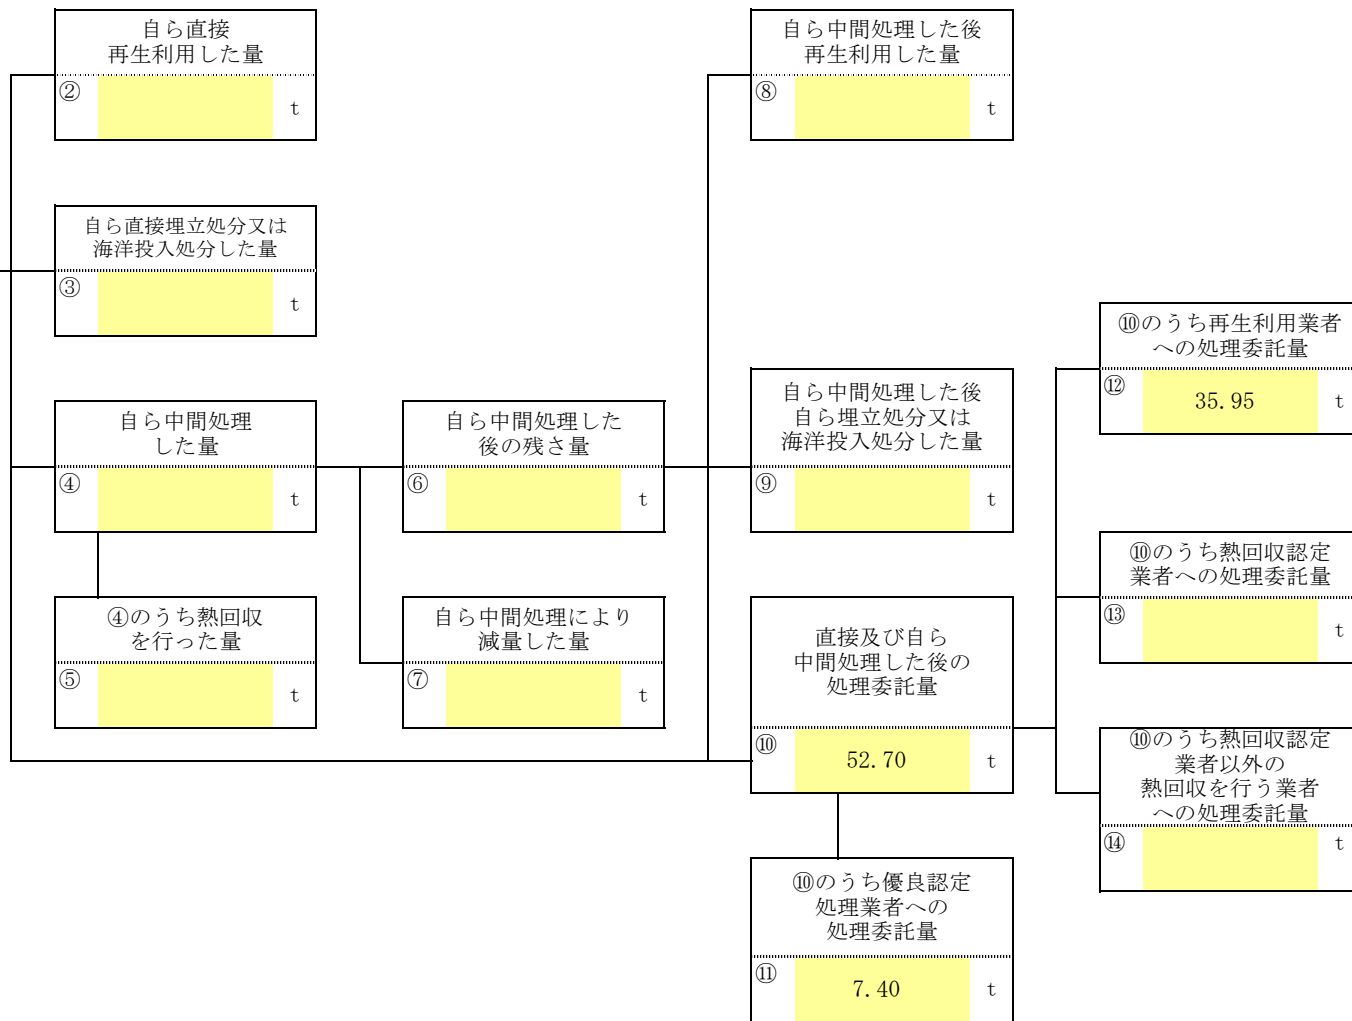 自ら直接
再生利用した量
②
t
自ら中間処理した後
再生利用した量
⑧
t
自ら直接埋立処分又は
海洋投入処分した量
③
t
⑩のうち再生利用業者
への処理委託量
⑫
35.95
t
自ら中間処理
した量
④
t
自ら中間処理した
後の残さ量
⑥
t
自ら中間処理した後
自ら埋立処分又は
海洋投入処分した量
⑨
t
⑩のうち熱回収認定
業者への処理委託量
⑬
t
④のうち熱回収
を行った量
⑤
t
自ら中間処理により
減量した量
⑦
t
直接及び自ら
中間処理した後の
処理委託量
⑩
52.70
t
⑩のうち熱回収認定
業者以外の
熱回収を行う業者
への処理委託量
⑭
t
⑩のうち優良認定
処理業者への
処理委託量
⑪
7.40
t